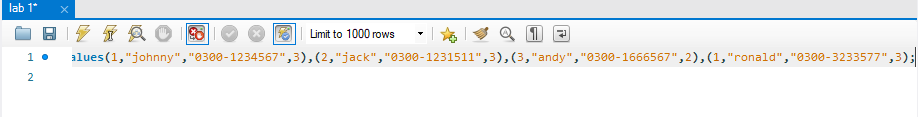 lab 1*
Limit to 1000 rows
1 alues(1,"johnny","0300-1234567",3),(2,"jack","0300-1231511",3),(3,"andy","0300-1666567",2),(1,"ronald","0300-3233577",3);
2